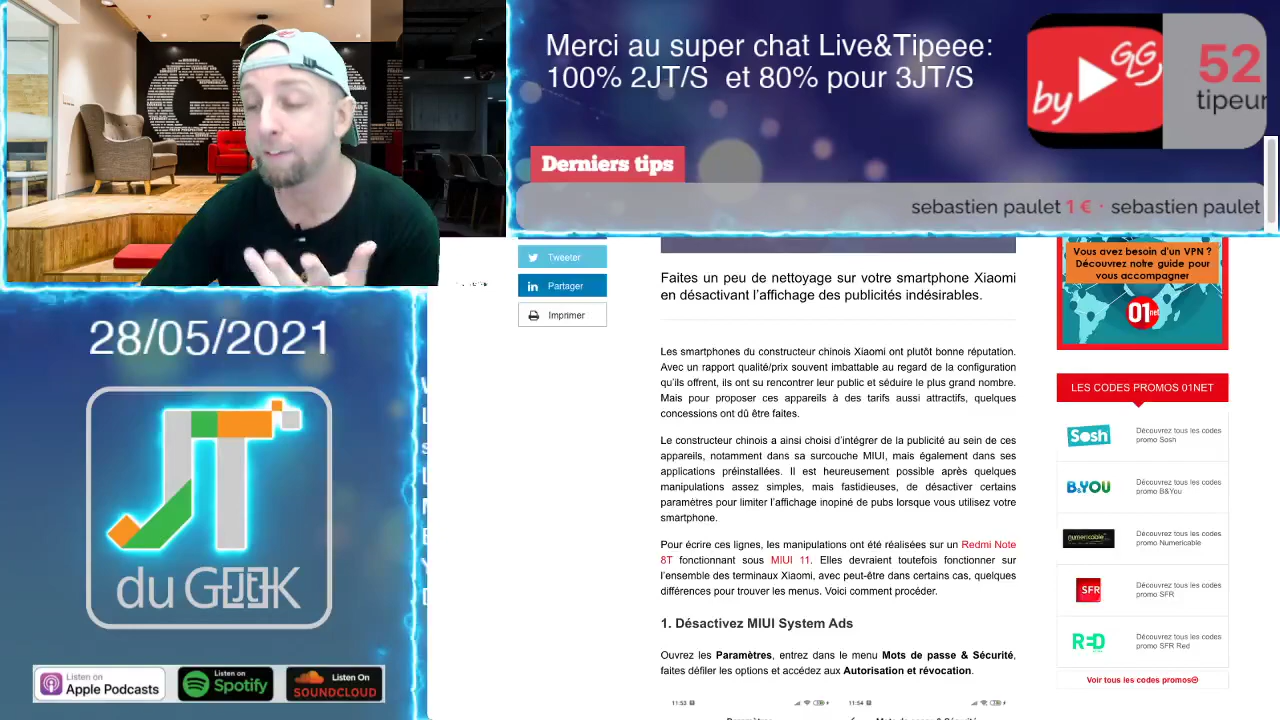 Merci au super chat Live&Tipeee:
100% 2JT/S et 80% pour 3JT/S
by
GG
52
tipeur
Derniers tips
sebastien paulet 1 € · sebastien paulet
Tweeter
Partager
Imprimer
28/05/2021
JT
du GEEK
Listen on
Apple Podcasts
Listen on
Spotify
Listen On
SOUNDCLOUD
Faites un peu de nettoyage sur votre smartphone Xiaomi
en désactivant l’affichage des publicités indésirables.
Les smartphones du constructeur chinois Xiaomi ont plutôt bonne réputation.
Avec un rapport qualité/prix souvent imbattable au regard de la configuration
qu’ils offrent, ils ont su rencontrer leur public et séduire le plus grand nombre.
Mais pour proposer ces appareils à des tarifs aussi attractifs, quelques
concessions ont dû être faites.
Le constructeur chinois a ainsi choisi d’intégrer de la publicité au sein de ces
appareils, notamment dans sa surcouche MIUI, mais également dans ses
applications préinstallées. Il est heureusement possible après quelques
manipulations assez simples, mais fastidieuses, de désactiver certains
paramètres pour limiter l’affichage inopiné de pubs lorsque vous utilisez votre
smartphone.
Pour écrire ces lignes, les manipulations ont été réalisées sur un Redmi Note
8T fonctionnant sous MIUI 11. Elles devraient toutefois fonctionner sur
l’ensemble des terminaux Xiaomi, avec peut-être dans certains cas, quelques
différences pour trouver les menus. Voici comment procéder.
1. Désactivez MIUI System Ads
Ouvrez les Paramètres, entrez dans le menu Mots de passe & Sécurité,
faites défiler les options et accédez aux Autorisation et révocation.
11:53
11:54
Vous avez besoin d’un VPN ?
Découvrez notre guide pour
vous accompagner
01net
LES CODES PROMOS 01NET
Sosh
Découvrez tous les codes
promo Sosh
B&YOU
Découvrez tous les codes
promo B&You
numericable
Découvrez tous les codes
promo Numericable
SFR
Découvrez tous les codes
promo SFR
RED
Découvrez tous les codes
promo SFR Red
Voir tous les codes promos